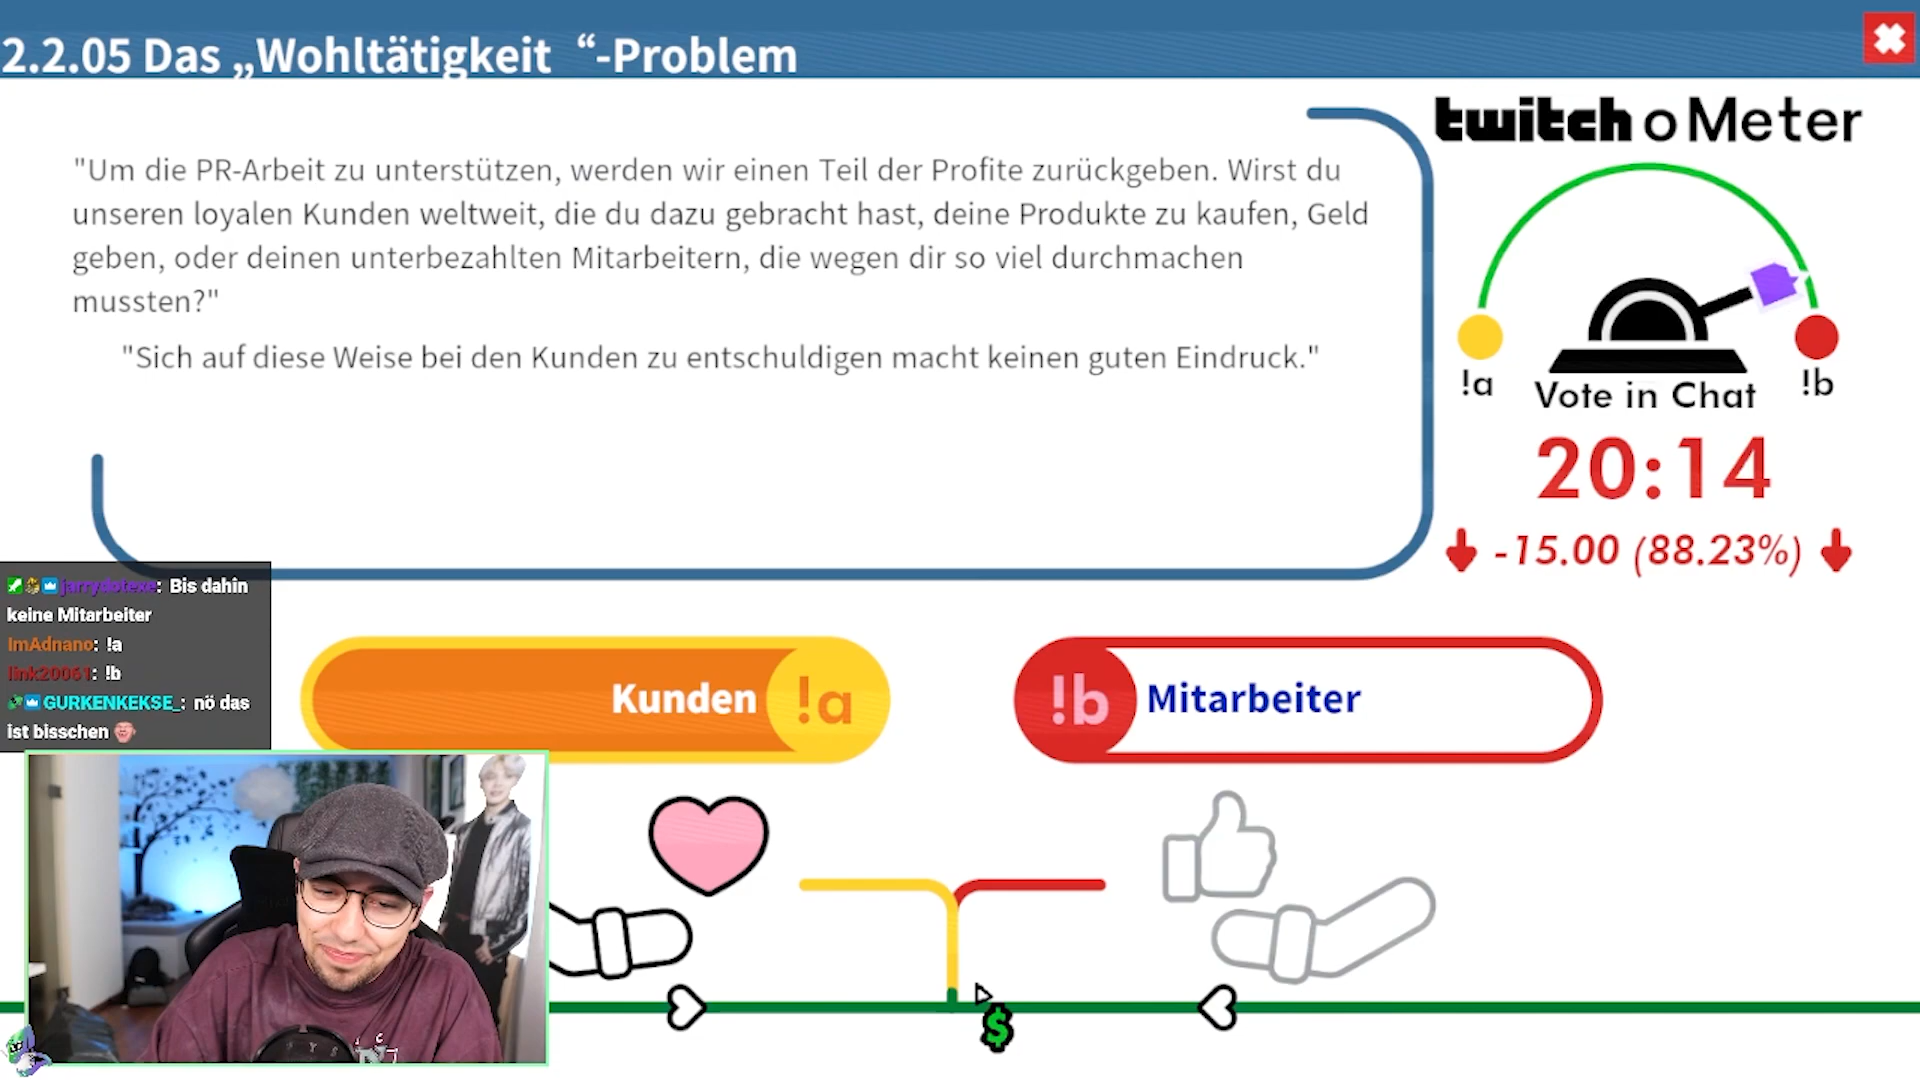 2.2.05 Das „Wohltätigkeit “-Problem
"Um die PR-Arbeit zu unterstützen, werden wir einen Teil der Profite zurückgeben. Wirst du
unseren loyalen Kunden weltweit, die du dazu gebracht hast, deine Produkte zu kaufen, Geld
geben, oder deinen unterbezahlten Mitarbeitern, die wegen dir so viel durchmachen
mussten?"
"Sich auf diese Weise bei den Kunden zu entschuldigen macht keinen guten Eindruck."
twitch o Meter
!a
Vote in Chat
!b
20:14
-15.00 (88.23%)
jarrydotexe: Bis dahin
keine Mitarbeiter
ImAdnano: !a
link20061: !b
GURKENKEKSE_: nö das
ist bisschen
Kunden !a
!b Mitarbeiter
$